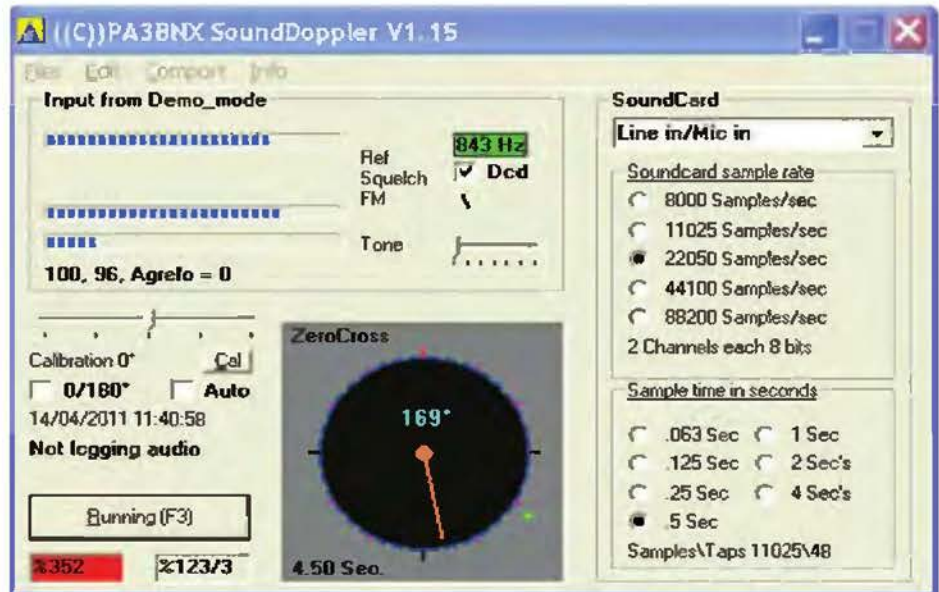 ((C))PA3BNX SoundDoppler V1.15
Files Edit Comport Info
Input from Demo_mode
843 Hz
Ref
Squelch Dcd
FM
Tone
100, 96, Agrefo = 0
Calibration 0° Cal
0/180° Auto
14/04/2011 11:40:58
Not logging audio
Running (F3)
%352 %123/3
ZeroCross
169°
4.50 Sec.
SoundCard
Line in/Mic in
Soundcard sample rate
8000 Samples/sec
11025 Samples/sec
22050 Samples/sec
44100 Samples/sec
88200 Samples/sec
2 Channels each 8 bits
Sample time in seconds
.063 Sec 1 Sec
.125 Sec 2 Sec's
.25 Sec 4 Sec's
.5 Sec
Samples\Taps 11025\48